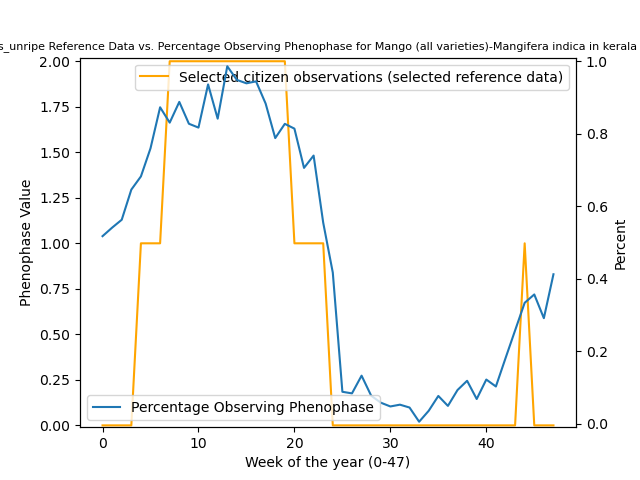 s_unripe Reference Data vs. Percentage Observing Phenophase for Mango (all varieties)-Mangifera indica in kerala
Selected citizen observations (selected reference data)
Percentage Observing Phenophase
Phenophase Value
2.00
1.75
1.50
1.25
1.00
0.75
0.50
0.25
0.00
1.0
0.8
0.6
0.4
0.2
0.0
Percent
0 10 20 30 40
Week of the year (0-47)